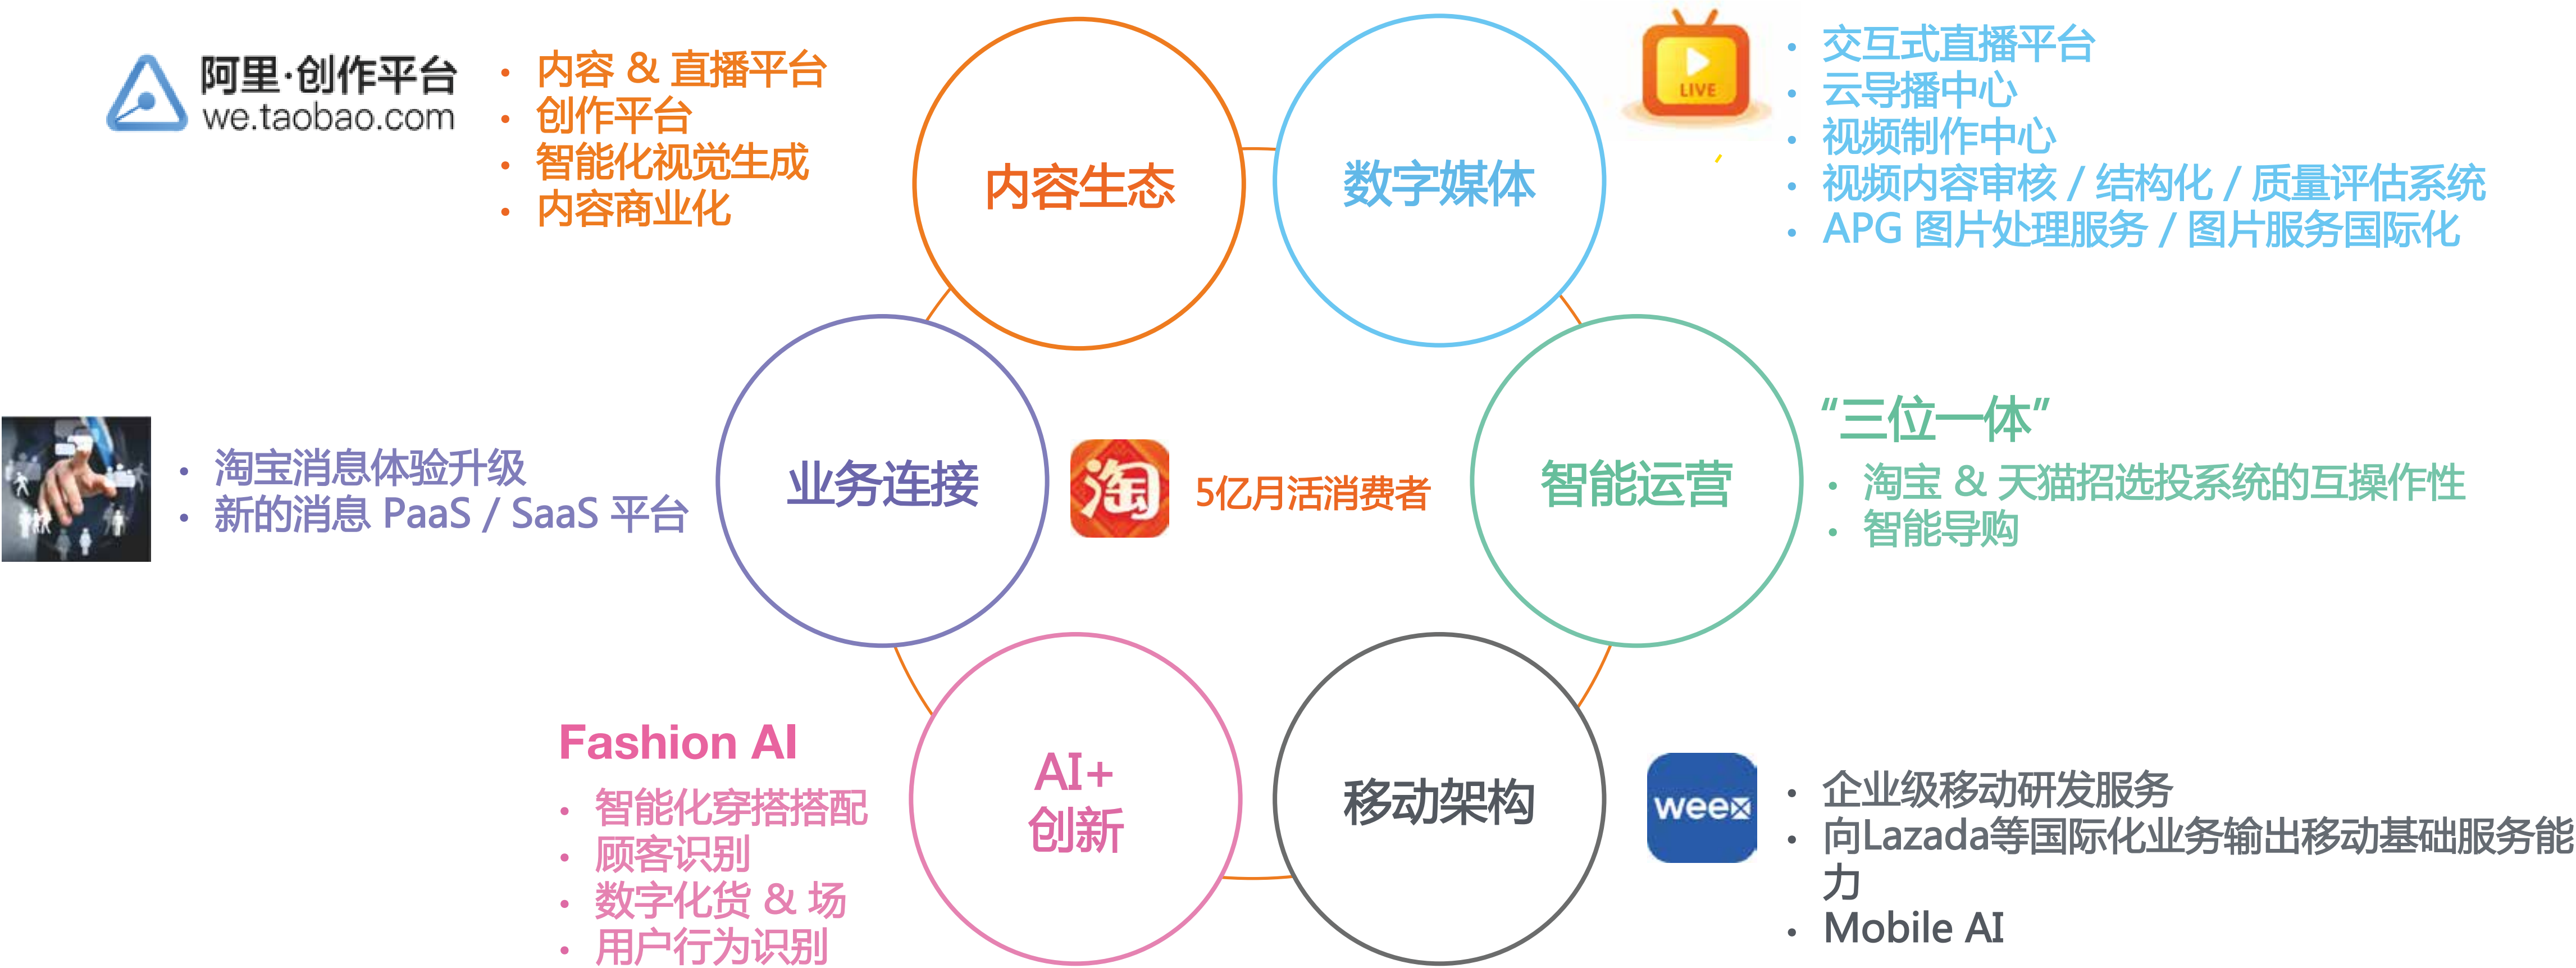 阿里·创作平台
we.taobao.com
• 内容 & 直播平台
• 创作平台
• 智能化视觉生成
• 内容商业化
内容生态
数字媒体
LIVE
• 交互式直播平台
• 云导播中心
• 视频制作中心
• 视频内容审核 / 结构化 / 质量评估系统
• APG 图片处理服务 / 图片服务国际化
• 淘宝消息体验升级
• 新的消息 PaaS / SaaS 平台
业务连接
淘
5亿月活消费者
智能运营
“三位一体”
• 淘宝 & 天猫招选投系统的互操作性
• 智能导购
Fashion AI
• 智能化穿搭搭配
• 顾客识别
• 数字化货 & 场
• 用户行为识别
AI+
创新
移动架构
weex
• 企业级移动研发服务
• 向Lazada等国际化业务输出移动基础服务能
力
• Mobile AI